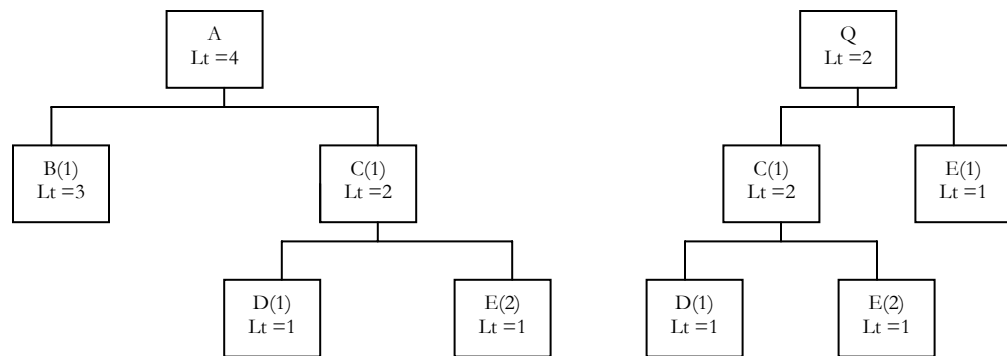 A
Lt =4
Q
Lt =2
B(1)
Lt =3
C(1)
Lt =2
C(1)
Lt =2
E(1)
Lt =1
D(1)
Lt =1
E(2)
Lt =1
D(1)
Lt =1
E(2)
Lt =1